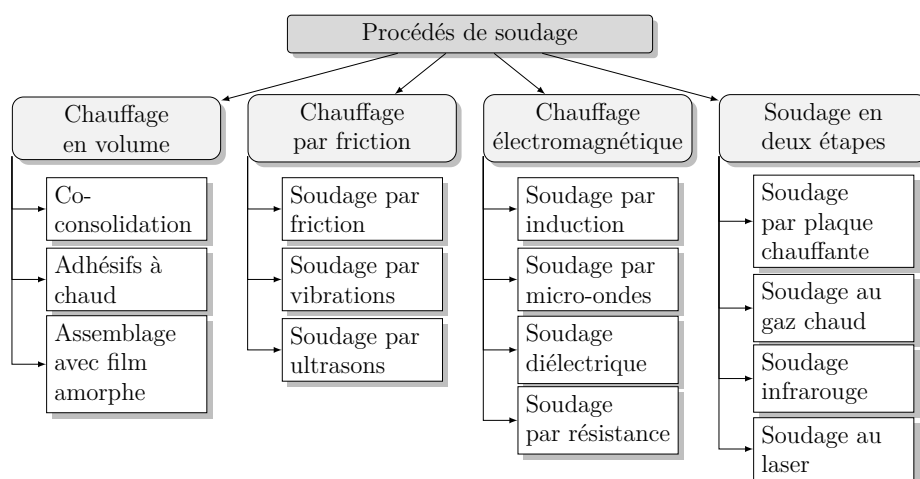 Procédés de soudage
Chauffage
en volume
Co-
consolidation
Adhésifs à
chaud
Assemblage
avec film
amorphe
Chauffage
par friction
Soudage par
friction
Soudage par
vibrations
Soudage par
ultrasons
Chauffage
électromagnétique
Soudage par
induction
Soudage par
micro-ondes
Soudage
diélectrique
Soudage
par résistance
Soudage en
deux étapes
Soudage
par plaque
chauffante
Soudage au
gaz chaud
Soudage
infrarouge
Soudage au
laser